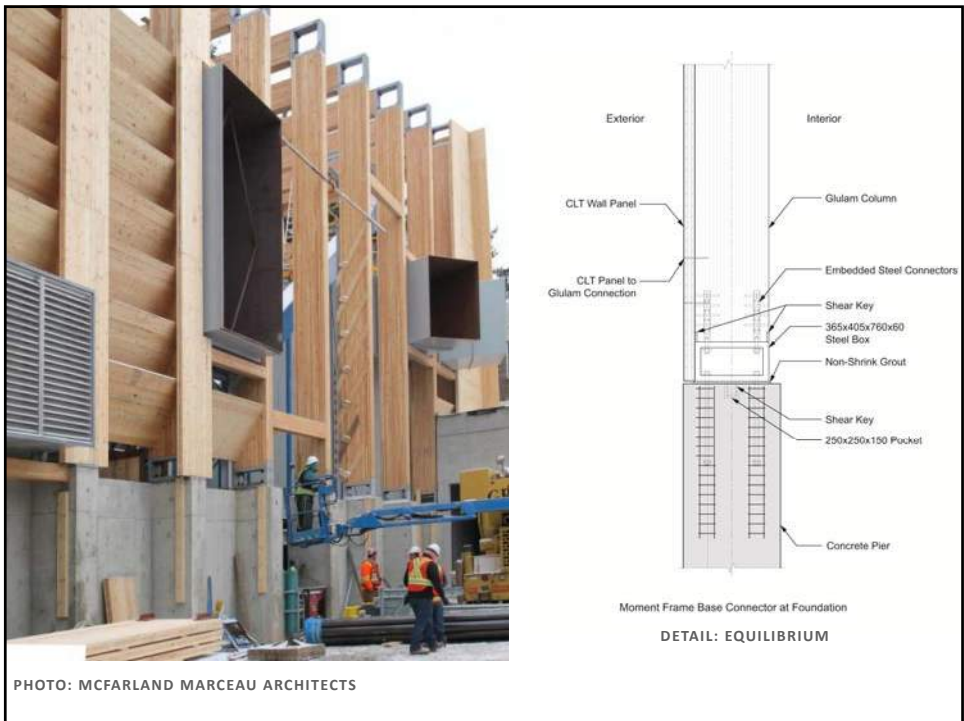 Exterior
Interior
CLT Wall Panel
Glulam Column
CLT Panel to
Glulam Connection
Embedded Steel Connectors
Shear Key
365x405x760x60
Steel Box
Non-Shrink Grout
Shear Key
250x250x150 Pocket
Concrete Pier
Moment Frame Base Connector at Foundation
DETAIL: EQUILIBRIUM
PHOTO: MCFARLAND MARCEAU ARCHITECTS